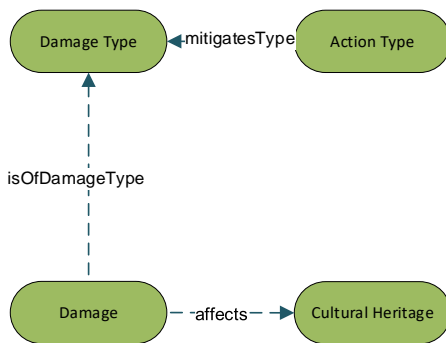 Damage Type
mitigatesType
Action Type
isOfDamageType
Damage
affects
Cultural Heritage